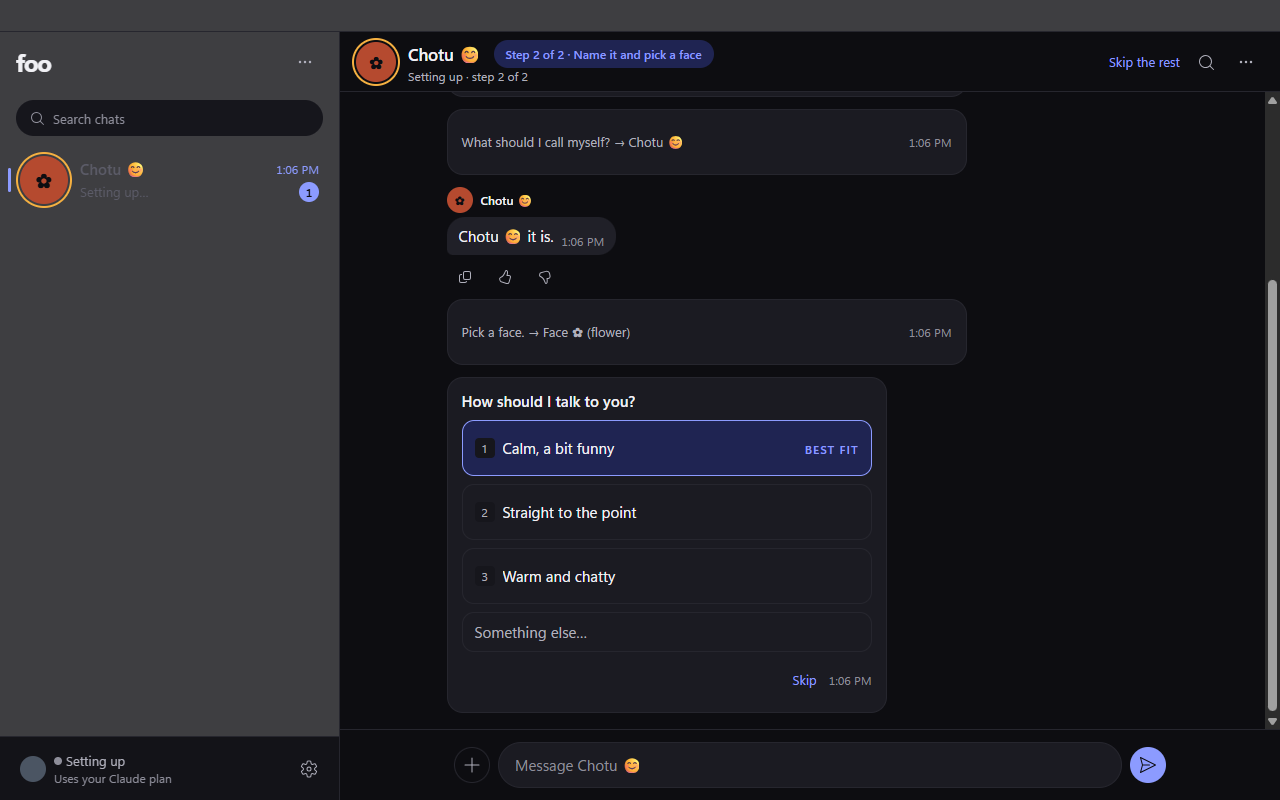 foo
Search chats
Chotu 😊 1:06 PM
Setting up... 1
Setting up
Uses your Claude plan
Chotu 😊 Step 2 of 2 · Name it and pick a face
Setting up · step 2 of 2
Skip the rest
What should I call myself? → Chotu 😊 1:06 PM
Chotu 😊
Chotu 😊 it is. 1:06 PM
Pick a face. → Face ✿ (flower) 1:06 PM
How should I talk to you?
1 Calm, a bit funny BEST FIT
2 Straight to the point
3 Warm and chatty
Something else...
Skip 1:06 PM
Message Chotu 😊